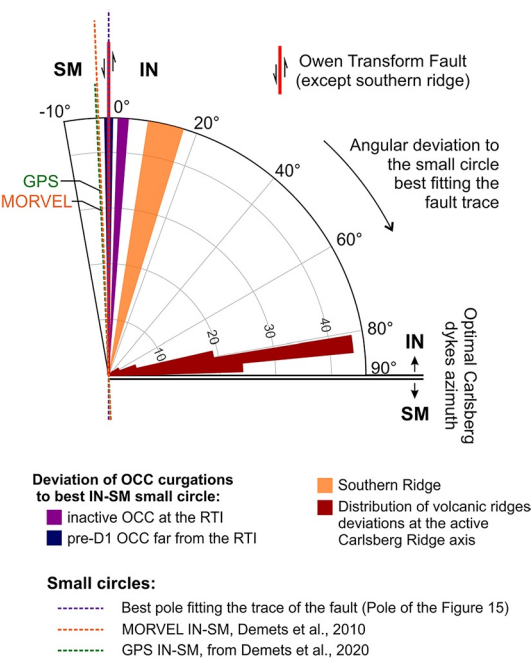 SM
IN
Owen Transform Fault
(except southern ridge)
-10°
0°
20°
Angular deviation to
the small circle
best fitting the
fault trace
40°
GPS
MORVEL
60°
80°
90°
10
20
30
40
IN
SM
Optimal Carlsberg
dykes azimuth
Deviation of OCC curgations
to best IN-SM small circle:
inactive OCC at the RTI
pre-D1 OCC far from the RTI
Southern Ridge
Distribution of volcanic ridges
deviations at the active
Carlsberg Ridge axis
Small circles:
Best pole fitting the trace of the fault (Pole of the Figure 15)
MORVEL IN-SM, Demets et al., 2010
GPS IN-SM, from Demets et al., 2020